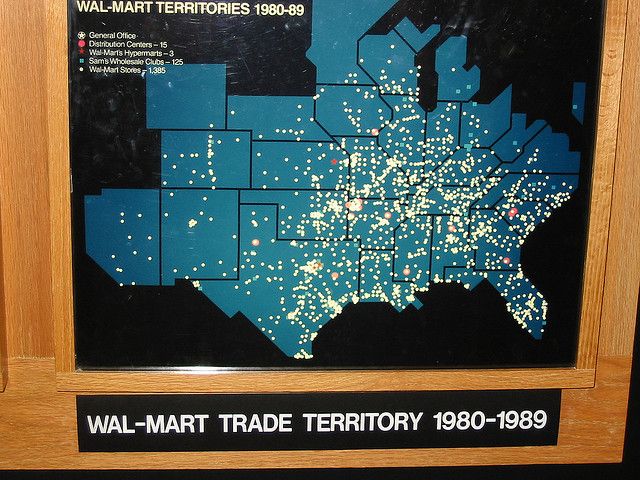 WAL-MART TERRITORIES 1980-89
General Office
Distribution Centers – 15
Wal-Mart's Hypermarts – 3
Sam's Wholesale Clubs – 125
Wal-Mart Stores – 1,385
WAL-MART TRADE TERRITORY 1980-1989